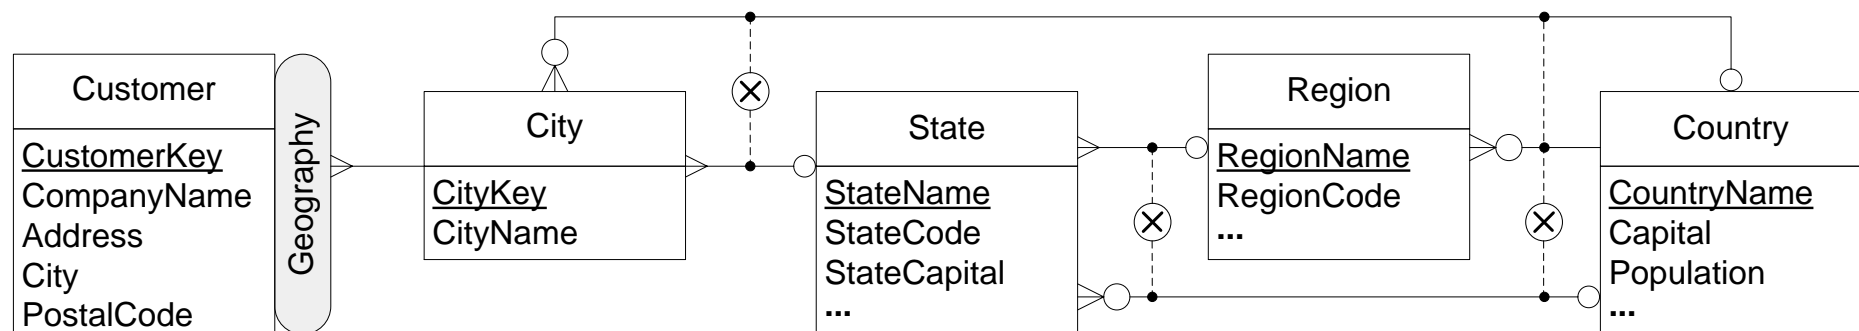 Customer
CustomerKey
CompanyName
Address
City
PostalCode
Geography
City
CityKey
CityName
State
StateName
StateCode
StateCapital
...
Region
RegionName
RegionCode
...
Country
CountryName
Capital
Population
...